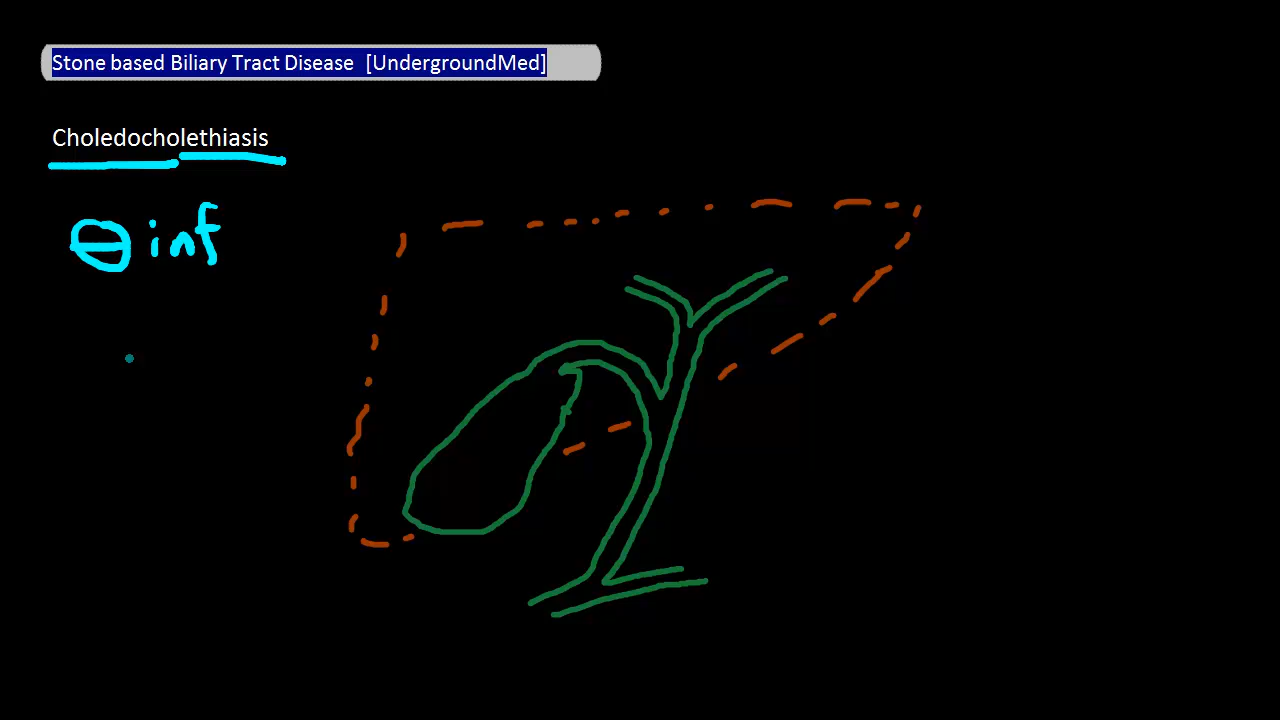 Stone based Biliary Tract Disease [UndergroundMed]
Choledocholethiasis
⊖ inf